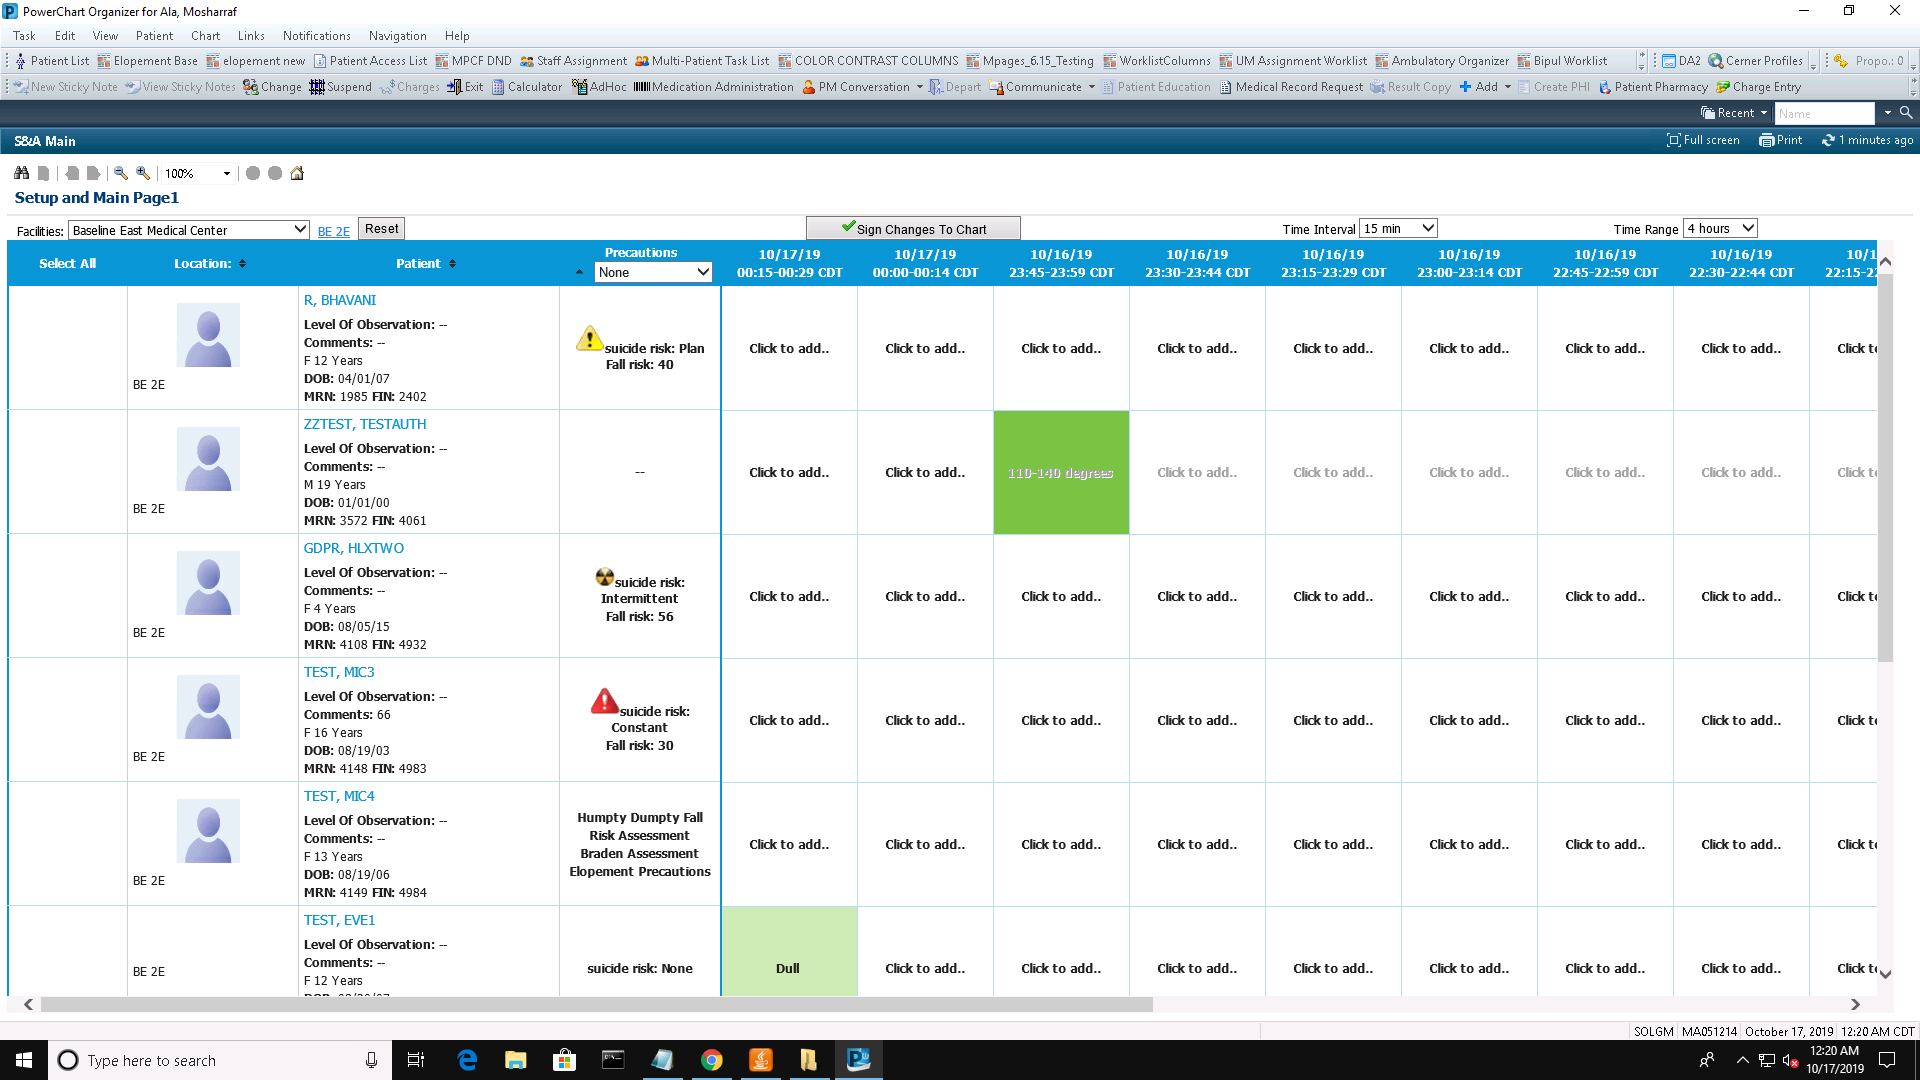 PowerChart Organizer for Ala, Mosharraf
Task Edit View Patient Chart Links Notifications Navigation Help
Patient List Elopement Base elopement new Patient Access List MPCF DND Staff Assignment Multi-Patient Task List COLOR CONTRAST COLUMNS Mpages_6.15_Testing WorklistColumns UM Assignment Worklist Ambulatory Organizer Bipul Worklist DA2 Cerner Profiles Propo.: 0
New Sticky Note View Sticky Notes Change Suspend Charges Exit Calculator AdHoc Medication Administration PM Conversation Depart Communicate Patient Education Medical Record Request Result Copy Add Create PHI Patient Pharmacy Charge Entry
Recent Name
S&A Main Full screen Print 1 minutes ago
100%
Setup and Main Page1
Facilities: Baseline East Medical Center BE 2E Reset Sign Changes To Chart Time Interval 15 min Time Range 4 hours
Select All Location: Patient Precautions None
10/17/19 10/17/19 10/16/19 10/16/19 10/16/19 10/16/19 10/16/19 10/16/19 10/1
00:15-00:29 CDT 00:00-00:14 CDT 23:45-23:59 CDT 23:30-23:44 CDT 23:15-23:29 CDT 23:00-23:14 CDT 22:45-22:59 CDT 22:30-22:44 CDT 22:15-2
R, BHAVANI
Level Of Observation: --
Comments: --
F 12 Years
DOB: 04/01/07
MRN: 1985 FIN: 2402
BE 2E
suicide risk: Plan
Fall risk: 40
Click to add.. Click to add.. Click to add.. Click to add.. Click to add.. Click to add.. Click to add.. Click to add.. Click t
ZZTEST, TESTAUTH
Level Of Observation: --
Comments: --
M 19 Years
DOB: 01/01/00
MRN: 3572 FIN: 4061
BE 2E
--
Click to add.. Click to add.. 110-140 degrees Click to add.. Click to add.. Click to add.. Click to add.. Click to add.. Click t
GDPR, HLXTWO
Level Of Observation: --
Comments: --
F 4 Years
DOB: 08/05/15
MRN: 4108 FIN: 4932
BE 2E
suicide risk:
Intermittent
Fall risk: 56
Click to add.. Click to add.. Click to add.. Click to add.. Click to add.. Click to add.. Click to add.. Click to add.. Click t
TEST, MIC3
Level Of Observation: --
Comments: 66
F 16 Years
DOB: 08/19/03
MRN: 4148 FIN: 4983
BE 2E
suicide risk:
Constant
Fall risk: 30
Click to add.. Click to add.. Click to add.. Click to add.. Click to add.. Click to add.. Click to add.. Click to add.. Click t
TEST, MIC4
Level Of Observation: --
Comments: --
F 13 Years
DOB: 08/19/06
MRN: 4149 FIN: 4984
BE 2E
Humpty Dumpty Fall
Risk Assessment
Braden Assessment
Elopement Precautions
Click to add.. Click to add.. Click to add.. Click to add.. Click to add.. Click to add.. Click to add.. Click to add.. Click t
TEST, EVE1
Level Of Observation: --
Comments: --
F 12 Years
BE 2E
suicide risk: None
Dull Click to add.. Click to add.. Click to add.. Click to add.. Click to add.. Click to add.. Click to add.. Click t
SOLGM MA051214 October 17, 2019 12:20 AM CDT
Type here to search
12:20 AM
10/17/2019